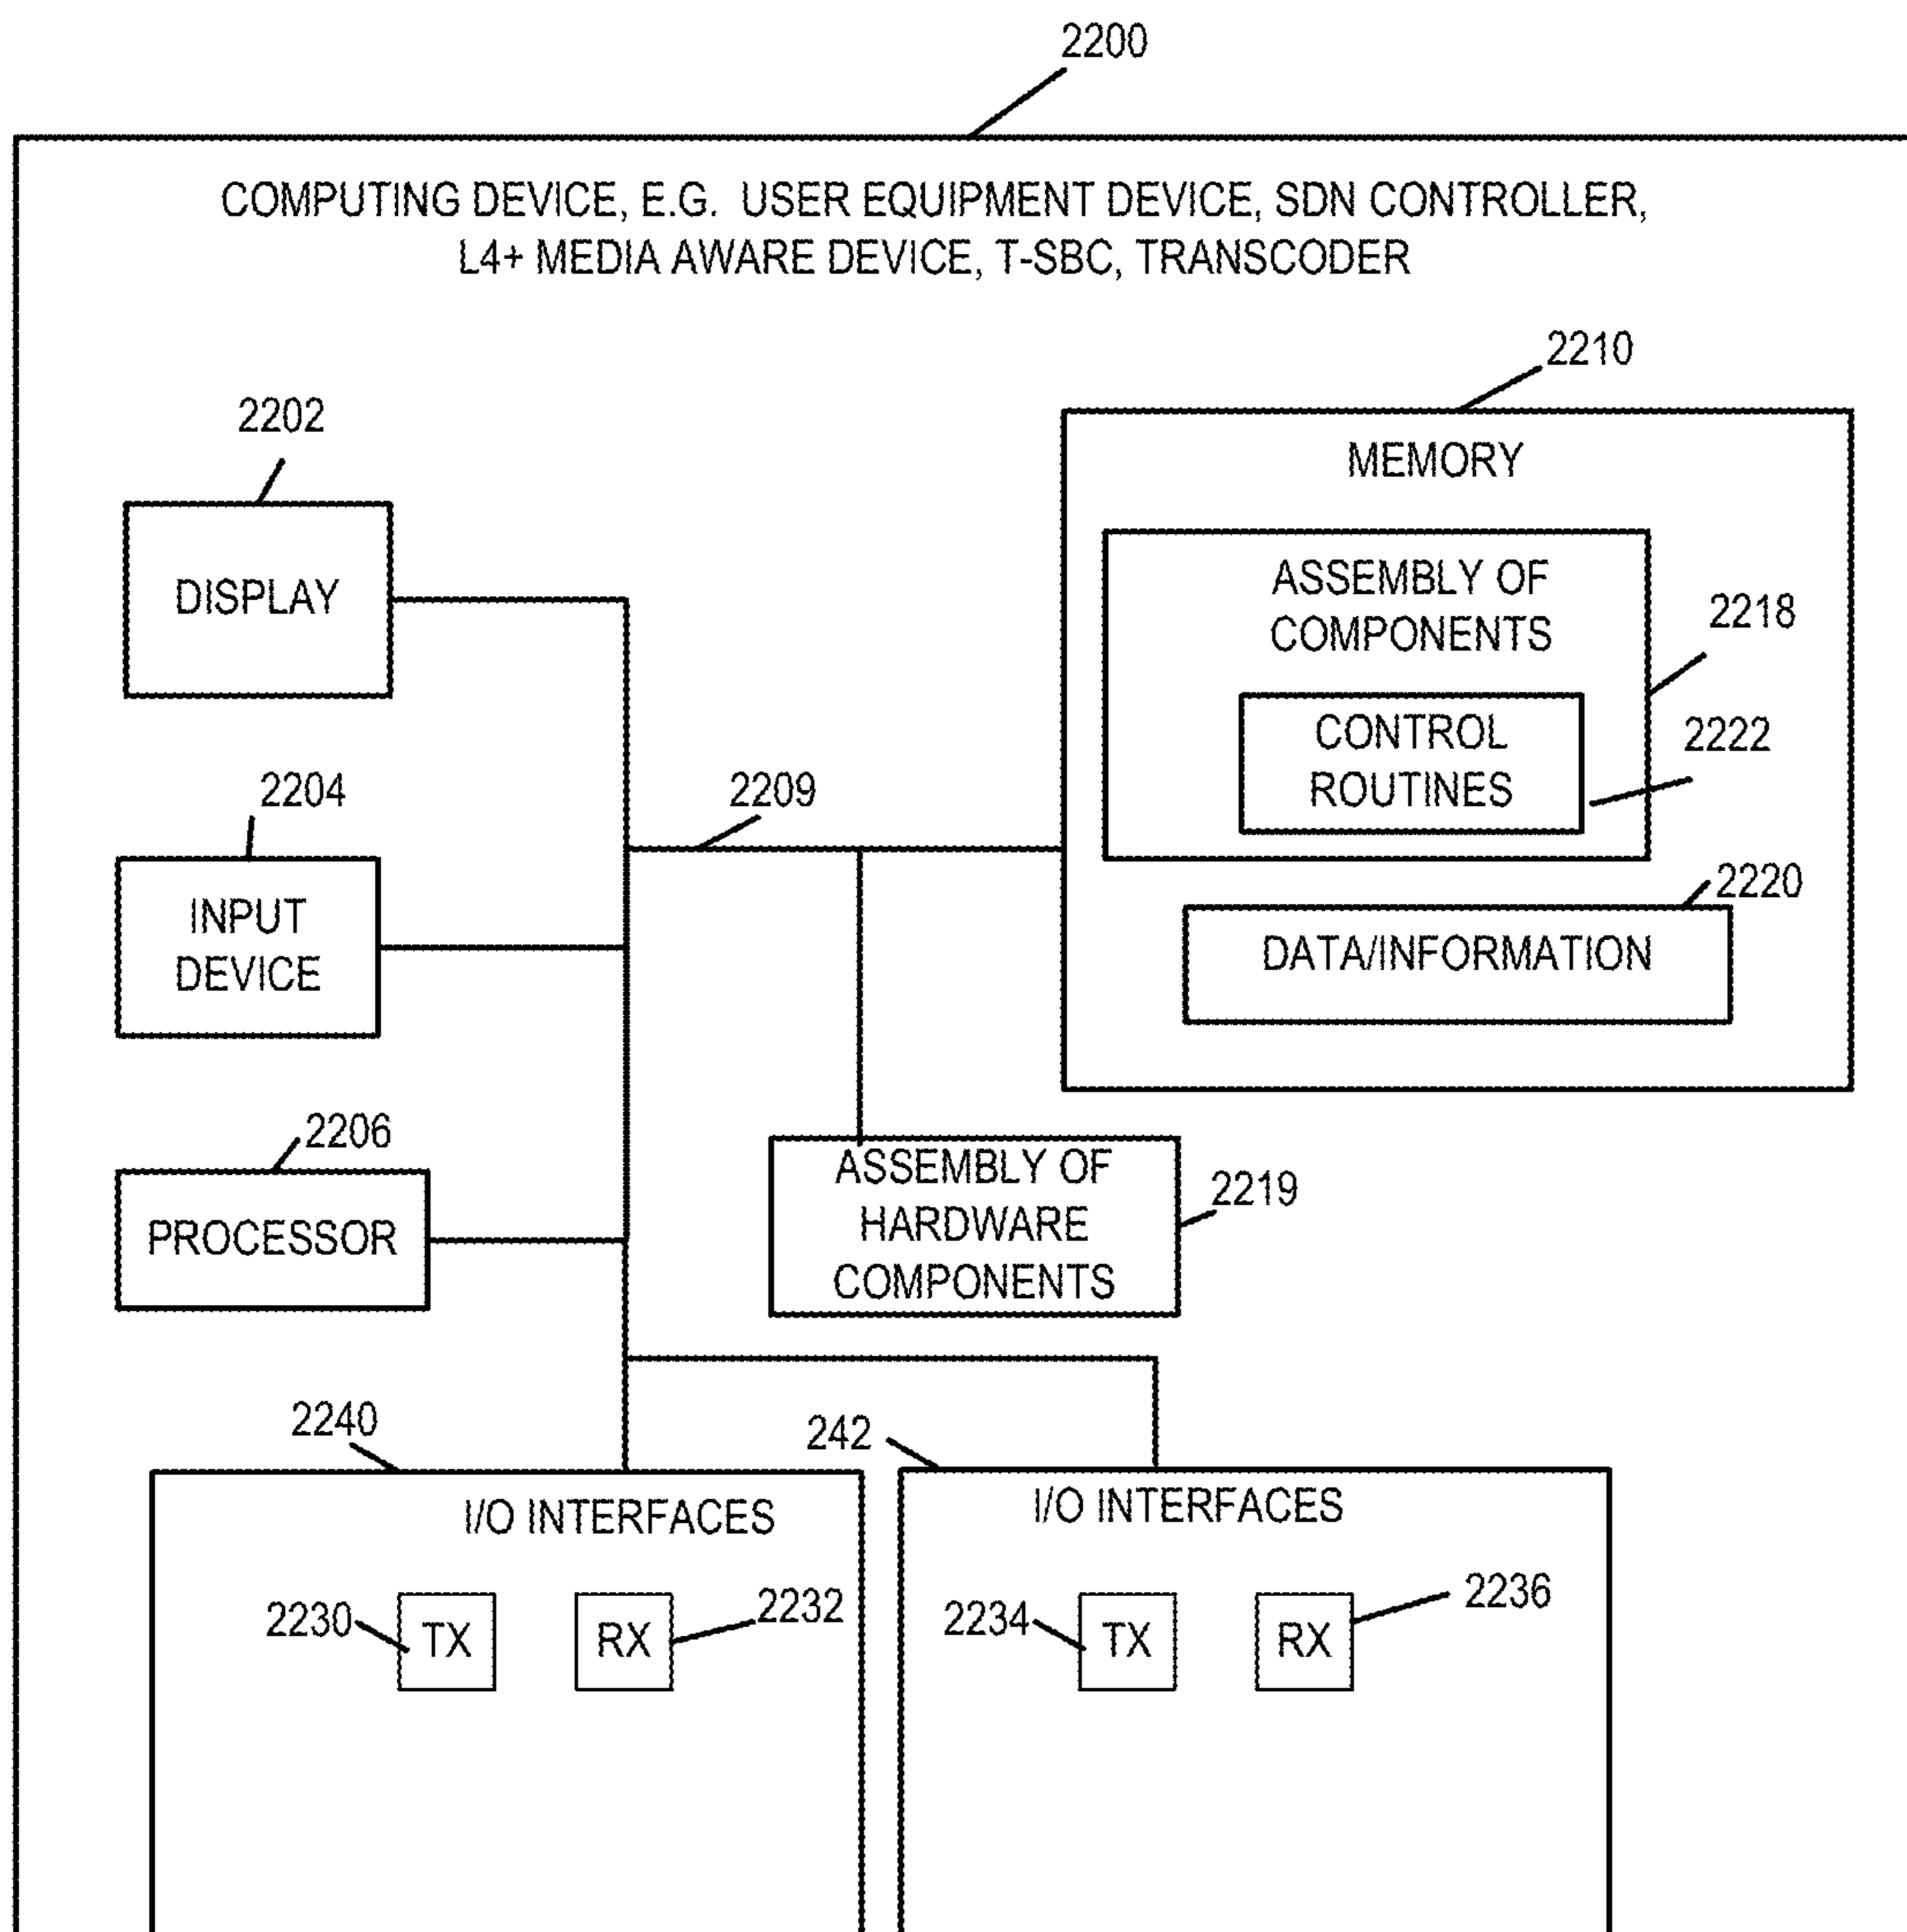 2200
COMPUTING DEVICE, E.G. USER EQUIPMENT DEVICE, SDN CONTROLLER,
L4+ MEDIA AWARE DEVICE, T-SBC, TRANSCODER
2210
MEMORY
2202
DISPLAY
ASSEMBLY OF
COMPONENTS
2218
CONTROL
ROUTINES
2222
2204
INPUT
DEVICE
2209
2220
DATA/INFORMATION
2206
PROCESSOR
ASSEMBLY OF
HARDWARE
COMPONENTS
2219
2240
I/O INTERFACES
2230
TX
RX
2232
242
I/O INTERFACES
2234
TX
RX
2236